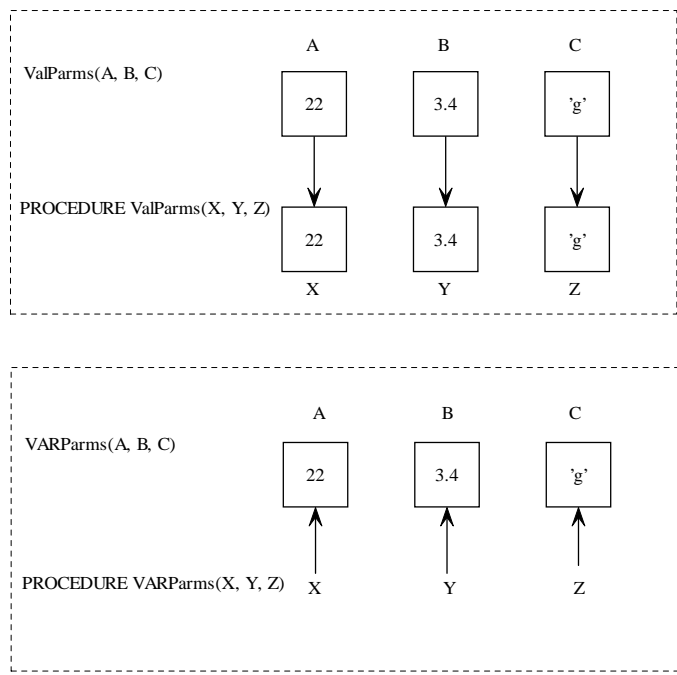 A B C
ValParms(A, B, C)
22 3.4 'g'
PROCEDURE ValParms(X, Y, Z)
22 3.4 'g'
X Y Z
A B C
VARParms(A, B, C)
22 3.4 'g'
PROCEDURE VARParms(X, Y, Z) X Y Z